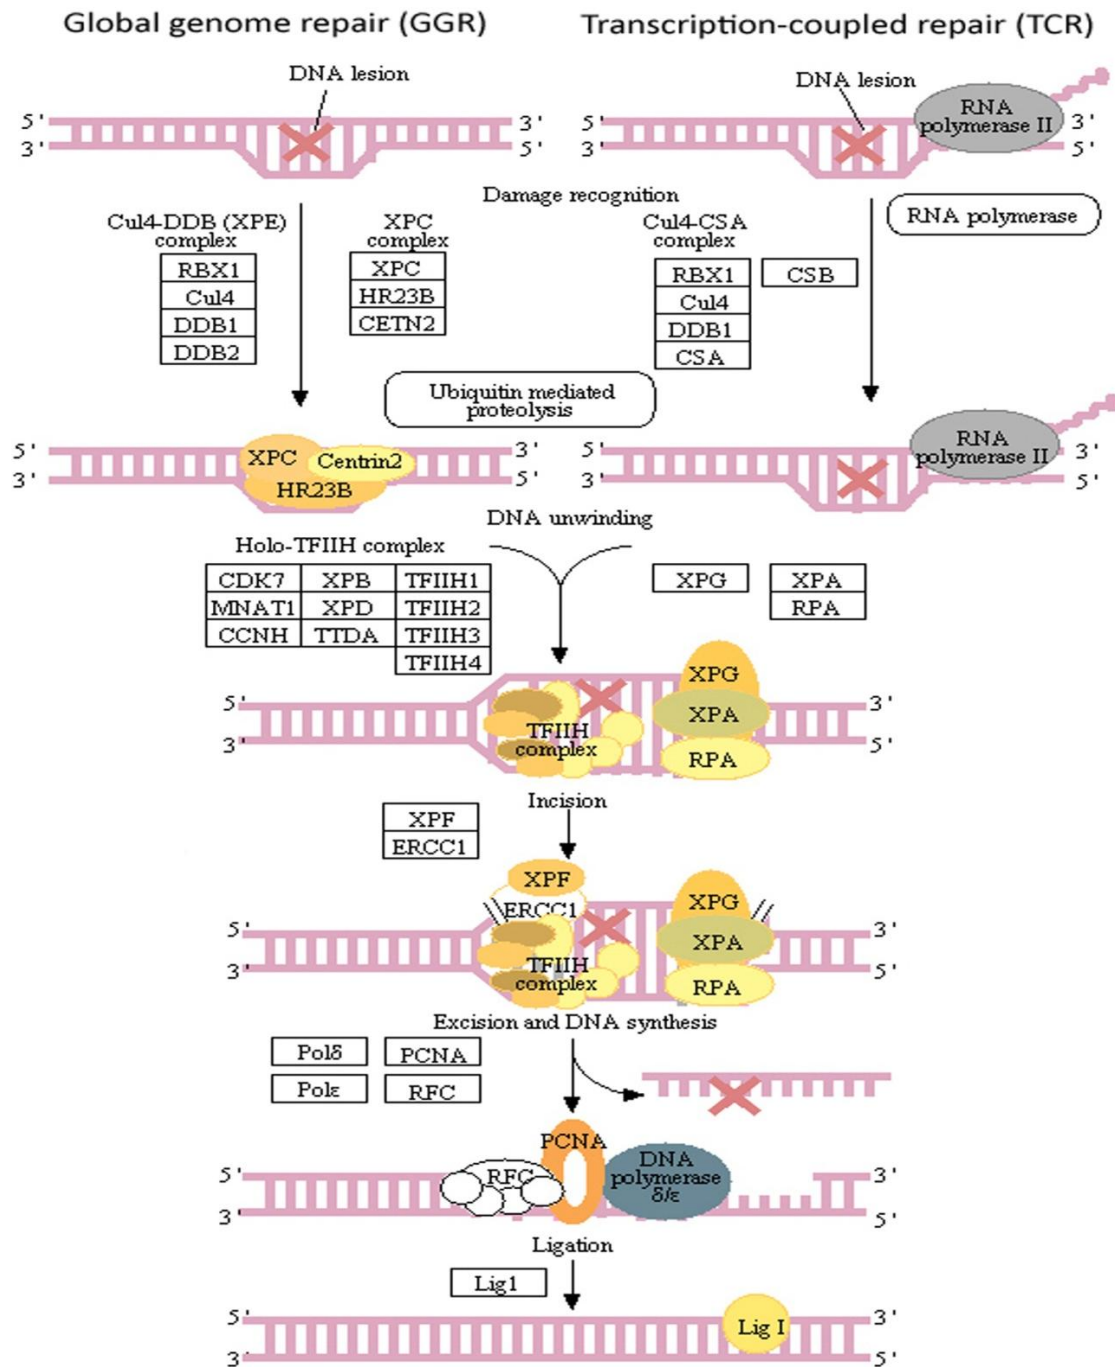 Global genome repair (GGR)
Transcription-coupled repair (TCR)
DNA lesion
DNA lesion
RNA
polymerase II
5'
3'
3'
5'
5'
3'
3'
5'
Damage recognition
Cul4-DDB (XPE)
complex
XPC
complex
Cul4-CSA
complex
RNA polymerase
RBX1
Cul4
DDB1
DDB2
XPC
HR23B
CETN2
RBX1
Cul4
DDB1
CSA
CSB
Ubiquitin mediated
proteolysis
5'
3'
3'
5'
XPC
Centrin2
HR23B
5'
3'
3'
5'
RNA
polymerase II
DNA unwinding
Holo-TFIIH complex
CDK7
XPB
TFIIH1
MNAT1
XPD
TFIIH2
CCNH
TTDA
TFIIH3
TFIIH4
XPG
XPA
RPA
5'
3'
3'
5'
TFIIH
complex
XPG
XPA
RPA
Incision
XPF
ERCC1
XPF
ERCC1
5'
3'
3'
5'
TFIIH
complex
XPG
XPA
RPA
Excision and DNA synthesis
Polδ
PCNA
Polε
RFC
PCNA
RFC
DNA
polymerase
δ/ε
5'
3'
3'
5'
Ligation
Lig1
5'
3'
3'
5'
Lig I